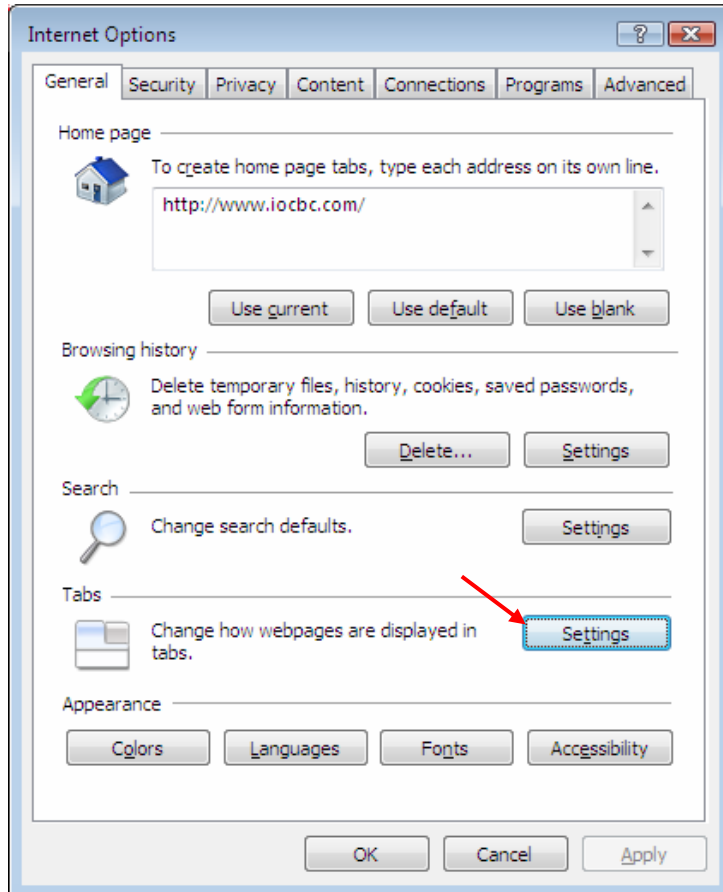 Internet Options
General Security Privacy Content Connections Programs Advanced
Home page
To create home page tabs, type each address on its own line.
http://www.iocbc.com/
Use current Use default Use blank
Browsing history
Delete temporary files, history, cookies, saved passwords,
and web form information.
Delete... Settings
Search
Change search defaults. Settings
Tabs
Change how webpages are displayed in
tabs.
Settings
Appearance
Colors Languages Fonts Accessibility
OK Cancel Apply